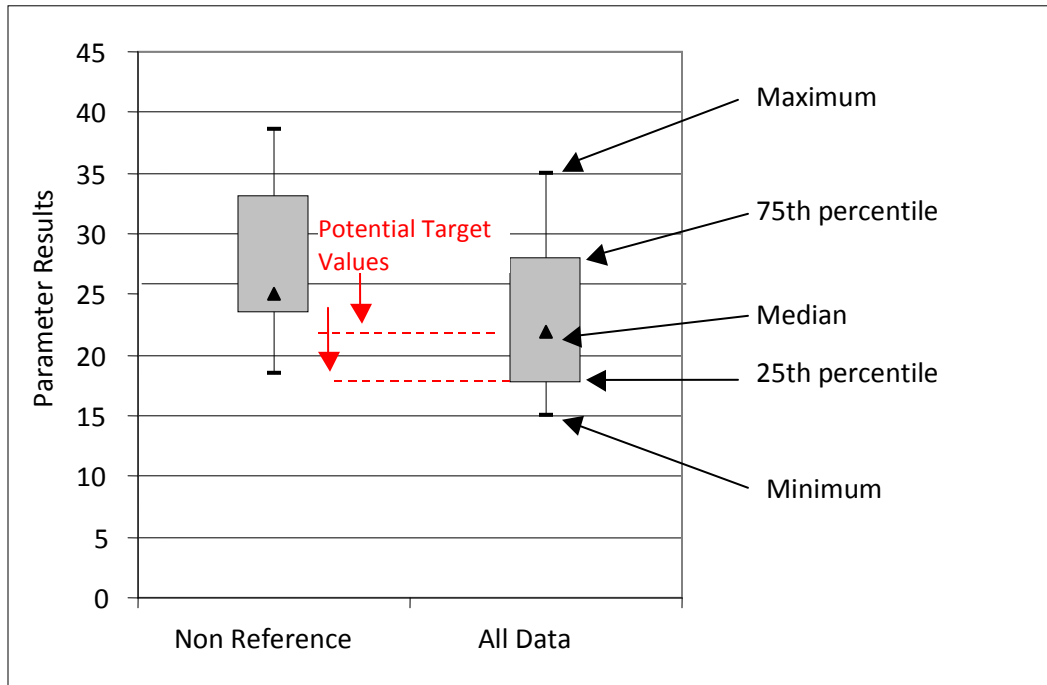 45
40
35
30
25
20
15
10
5
0
Parameter Results
Potential Target
Values
Non Reference
All Data
Maximum
75th percentile
Median
25th percentile
Minimum